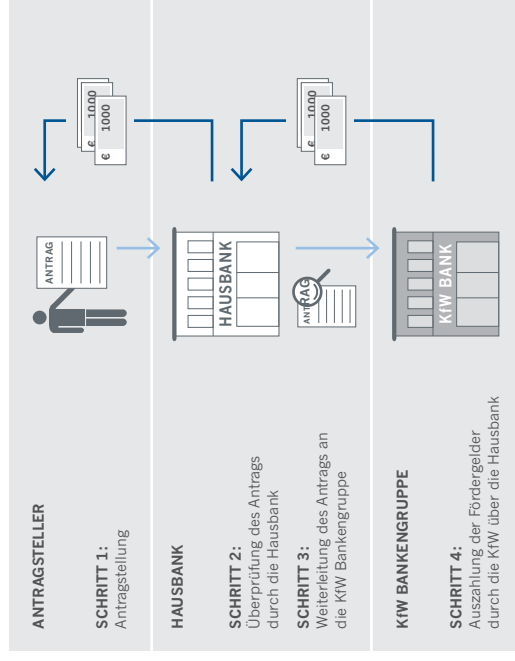 ANTRAGSTELLER
SCHRITT 1:
Antragstellung
ANTRAG
€ 1000
€ 1000
HAUSBANK
SCHRITT 2:
Überprüfung des Antrags
durch die Hausbank
SCHRITT 3:
Weiterleitung des Antrags an
die KfW Bankengruppe
HAUSBANK
ANTRAG
€ 1000
€ 1000
KfW BANKENGRUPPE
SCHRITT 4:
Auszahlung der Fördergelder
durch die KfW über die Hausbank
KfW BANK